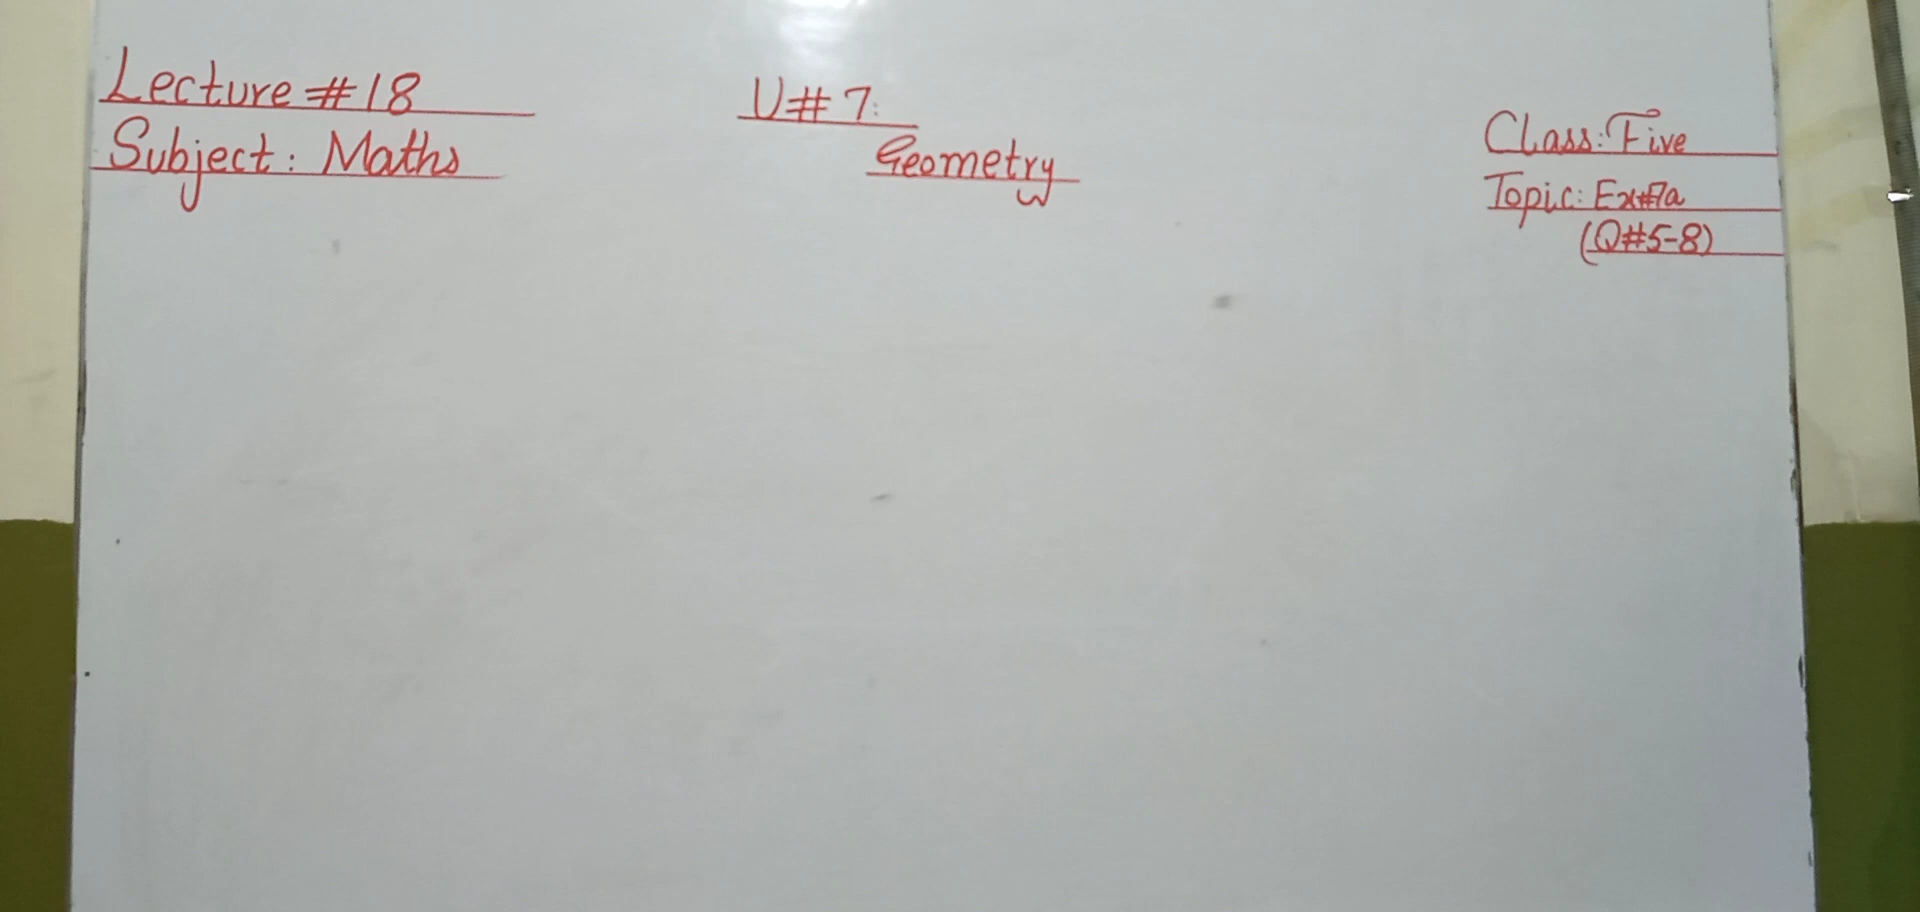 Lecture #18
Subject: Maths
U# 7:
Geometry
Class: Five
Topic: Ex#7a
(Q#5-8)